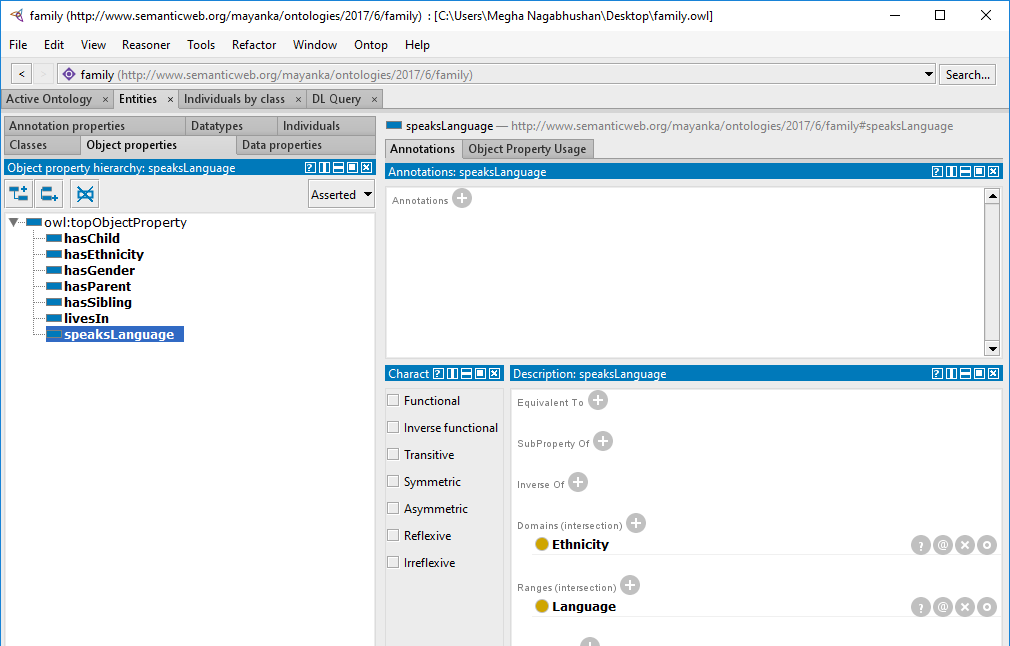 family (http://www.semanticweb.org/mayanka/ontologies/2017/6/family) : [C:\Users\Megha Nagabhushan\Desktop\family.owl]
File Edit View Reasoner Tools Refactor Window Ontop Help
< > family (http://www.semanticweb.org/mayanka/ontologies/2017/6/family) Search...
Active Ontology × Entities × Individuals by class × DL Query ×
Annotation properties Datatypes Individuals
Classes Object properties Data properties
Object property hierarchy: speaksLanguage
Asserted
owl:topObjectProperty
hasChild
hasEthnicity
hasGender
hasParent
hasSibling
livesIn
speaksLanguage
speaksLanguage — http://www.semanticweb.org/mayanka/ontologies/2017/6/family#speaksLanguage
Annotations Object Property Usage
Annotations: speaksLanguage
Annotations
Charact
Functional
Inverse functional
Transitive
Symmetric
Asymmetric
Reflexive
Irreflexive
Description: speaksLanguage
Equivalent To
SubProperty Of
Inverse Of
Domains (intersection)
Ethnicity
Ranges (intersection)
Language